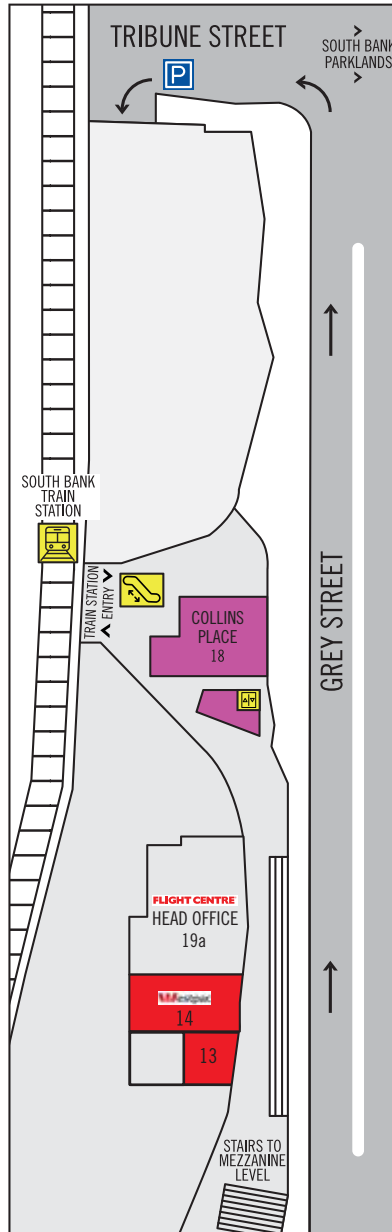 TRIBUNE STREET
SOUTH BANK
PARKLANDS
P
SOUTH BANK
TRAIN
STATION
TRAIN STATION
ENTRY
COLLINS
PLACE
18
GREY STREET
FLIGHT CENTRE
HEAD OFFICE
19a
14
13
STAIRS TO
MEZZANINE
LEVEL